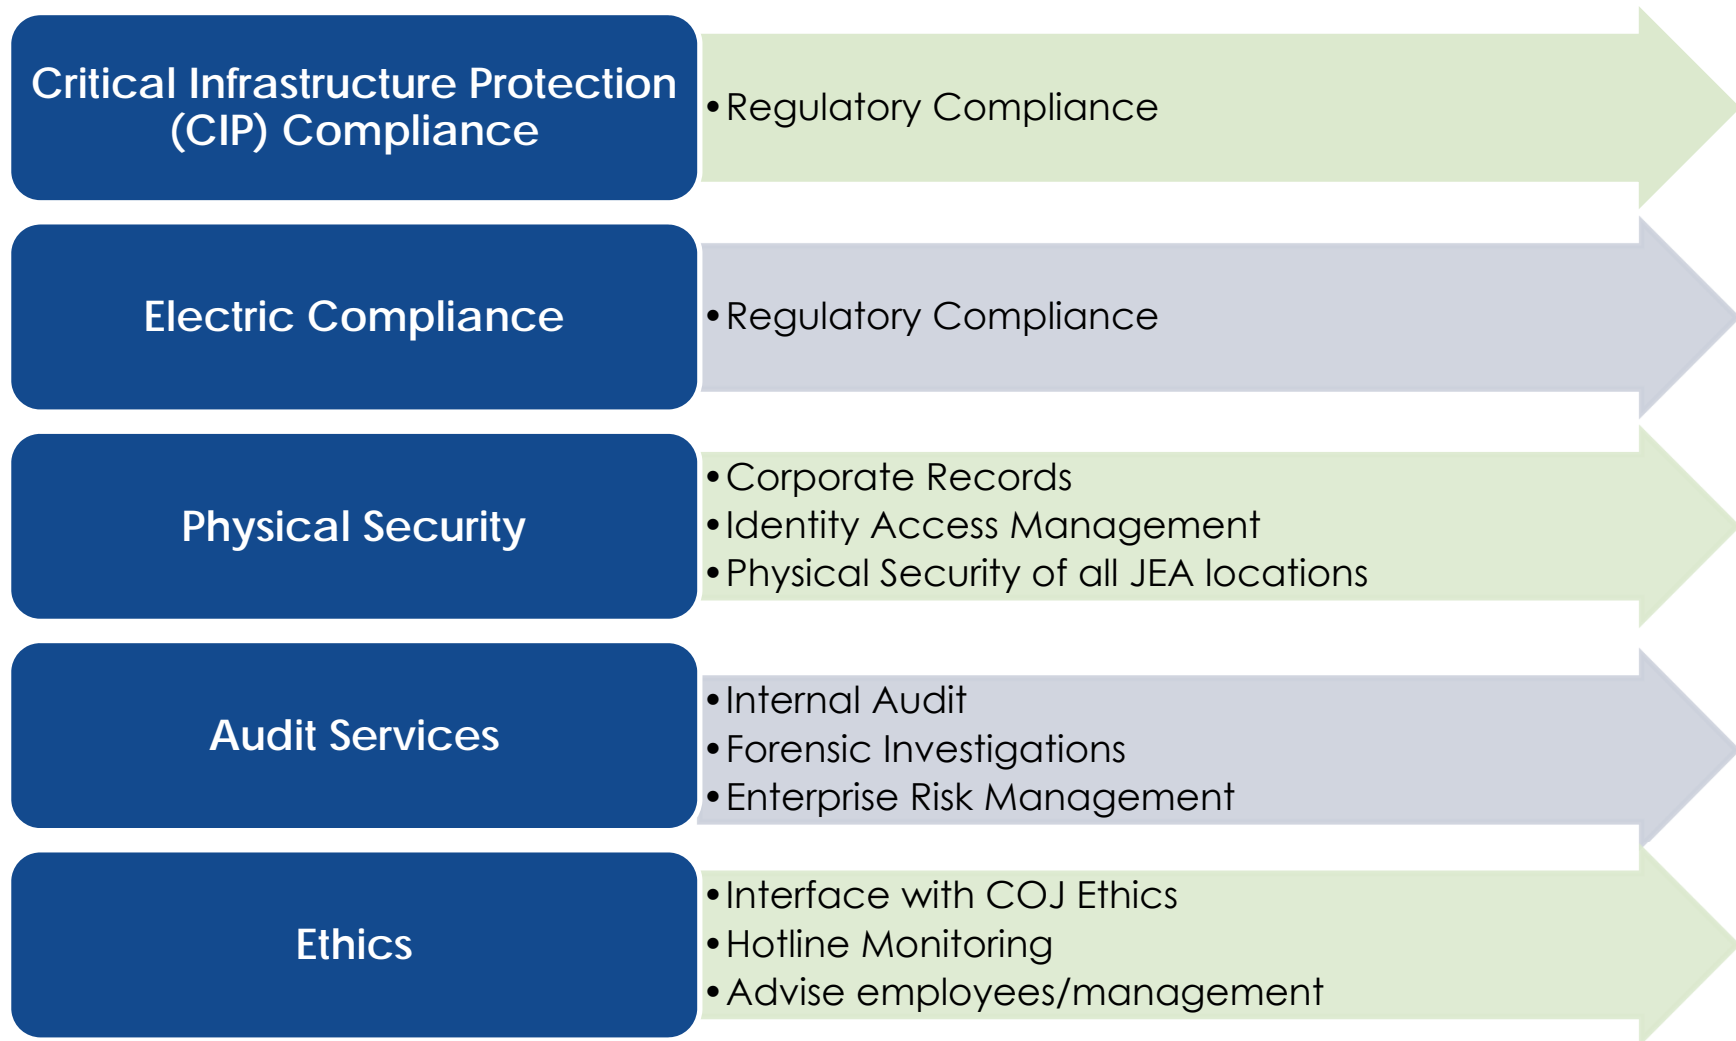 Critical Infrastructure Protection
(CIP) Compliance
•Regulatory Compliance
Electric Compliance
•Regulatory Compliance
Physical Security
•Corporate Records
•Identity Access Management
•Physical Security of all JEA locations
Audit Services
•Internal Audit
•Forensic Investigations
•Enterprise Risk Management
Ethics
•Interface with COJ Ethics
•Hotline Monitoring
•Advise employees/management